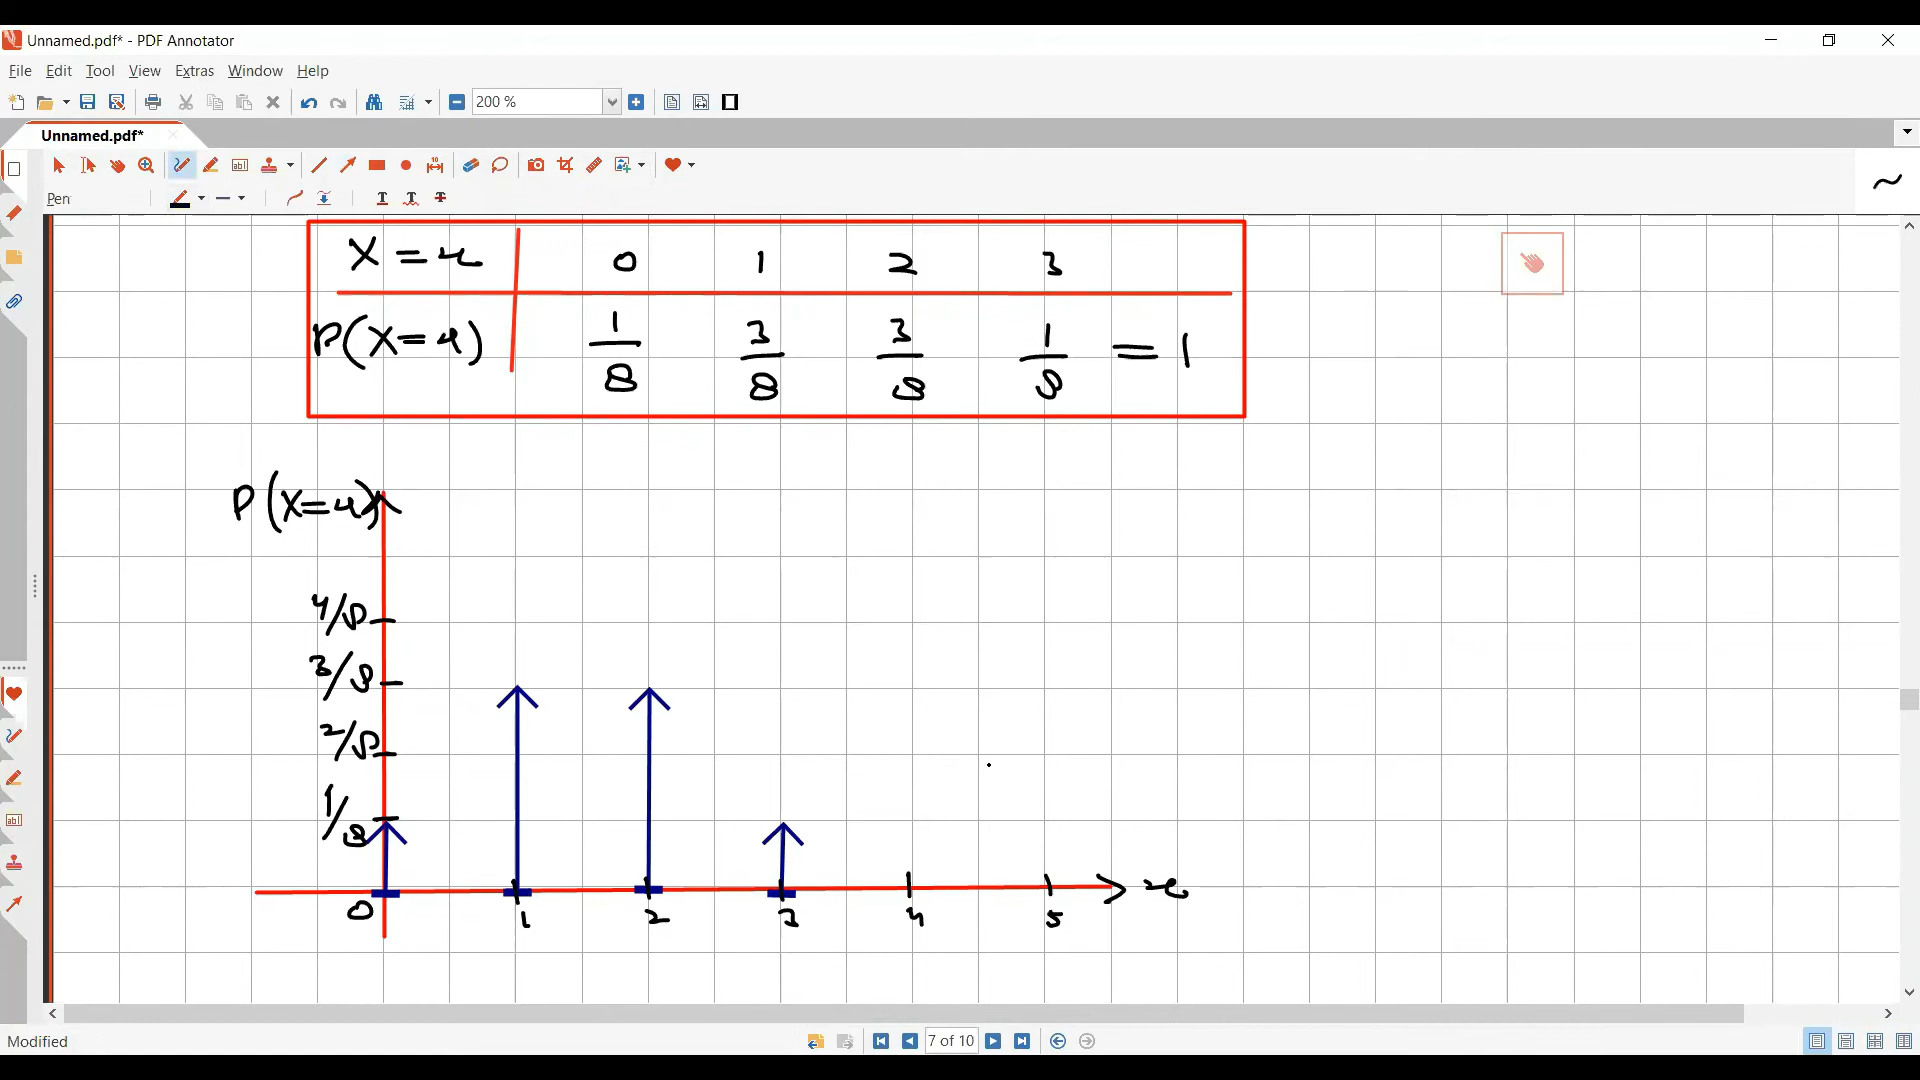 Unnamed.pdf* - PDF Annotator
File Edit Tool View Extras Window Help
200 %
Unnamed.pdf*
Pen
X = x 0 1 2 3
P(X=x) 1/8 3/8 3/8 1/8 = 1
P(X=x)
4/8
3/8
2/8
1/8
0 1 2 3 4 5 x
Modified 7 of 10